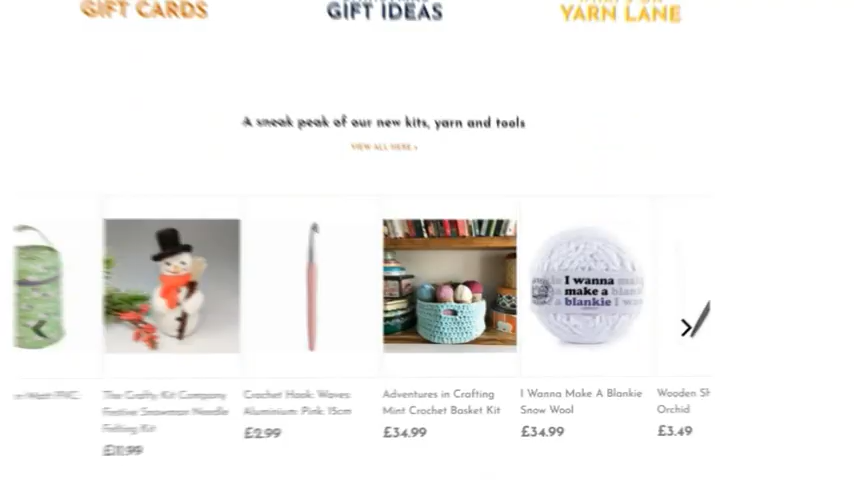 GIFT CARDS
GIFT IDEAS
YARN LANE
A sneak peak of our new kits, yarn and tools
VIEW ALL HERE
I wanna
make a
blankie
The Crafty Kit Company
Festive Snowman Needle
Felting Kit
£11.99
Crochet Hook: Waves:
Aluminium: Pink: 15cm
£2.99
Adventures in Crafting
Mint Crochet Basket Kit
£34.99
I Wanna Make A Blankie
Snow Wool
£34.99
Wooden
Orchid
£3.49